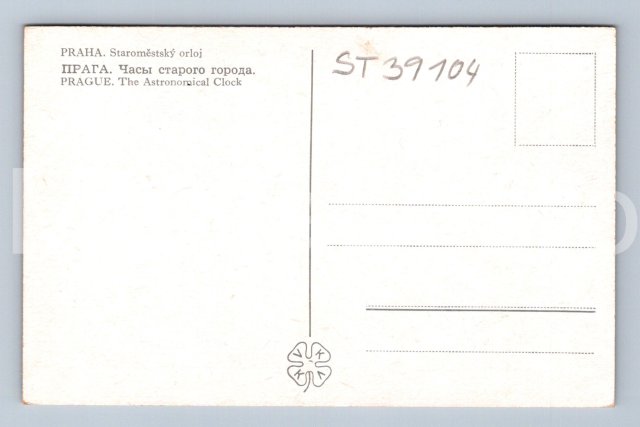 PRAHA. Staroměstský orloj
ПРАГА. Часы старого города.
PRAGUE. The Astronomical Clock
ST 39104